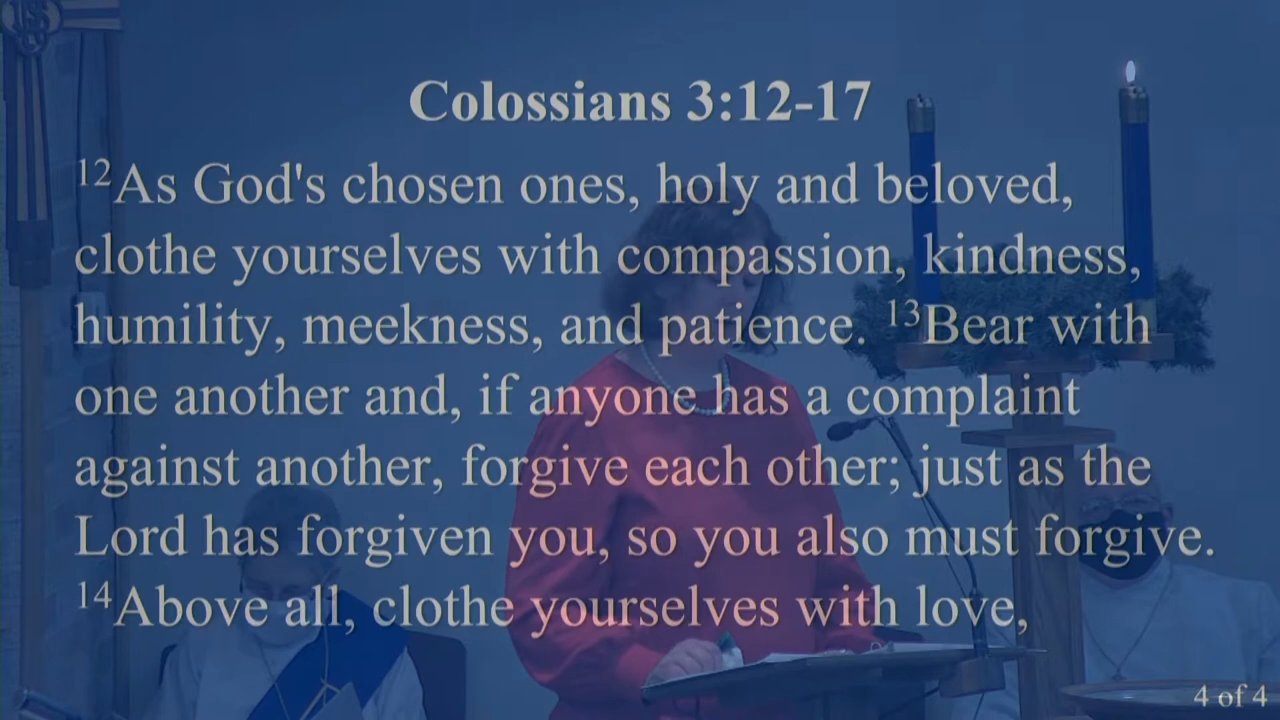 Colossians 3:12-17
12As God's chosen ones, holy and beloved,
clothe yourselves with compassion, kindness,
humility, meekness, and patience. 13Bear with
one another and, if anyone has a complaint
against another, forgive each other; just as the
Lord has forgiven you, so you also must forgive.
14Above all, clothe yourselves with love,
4 of 4